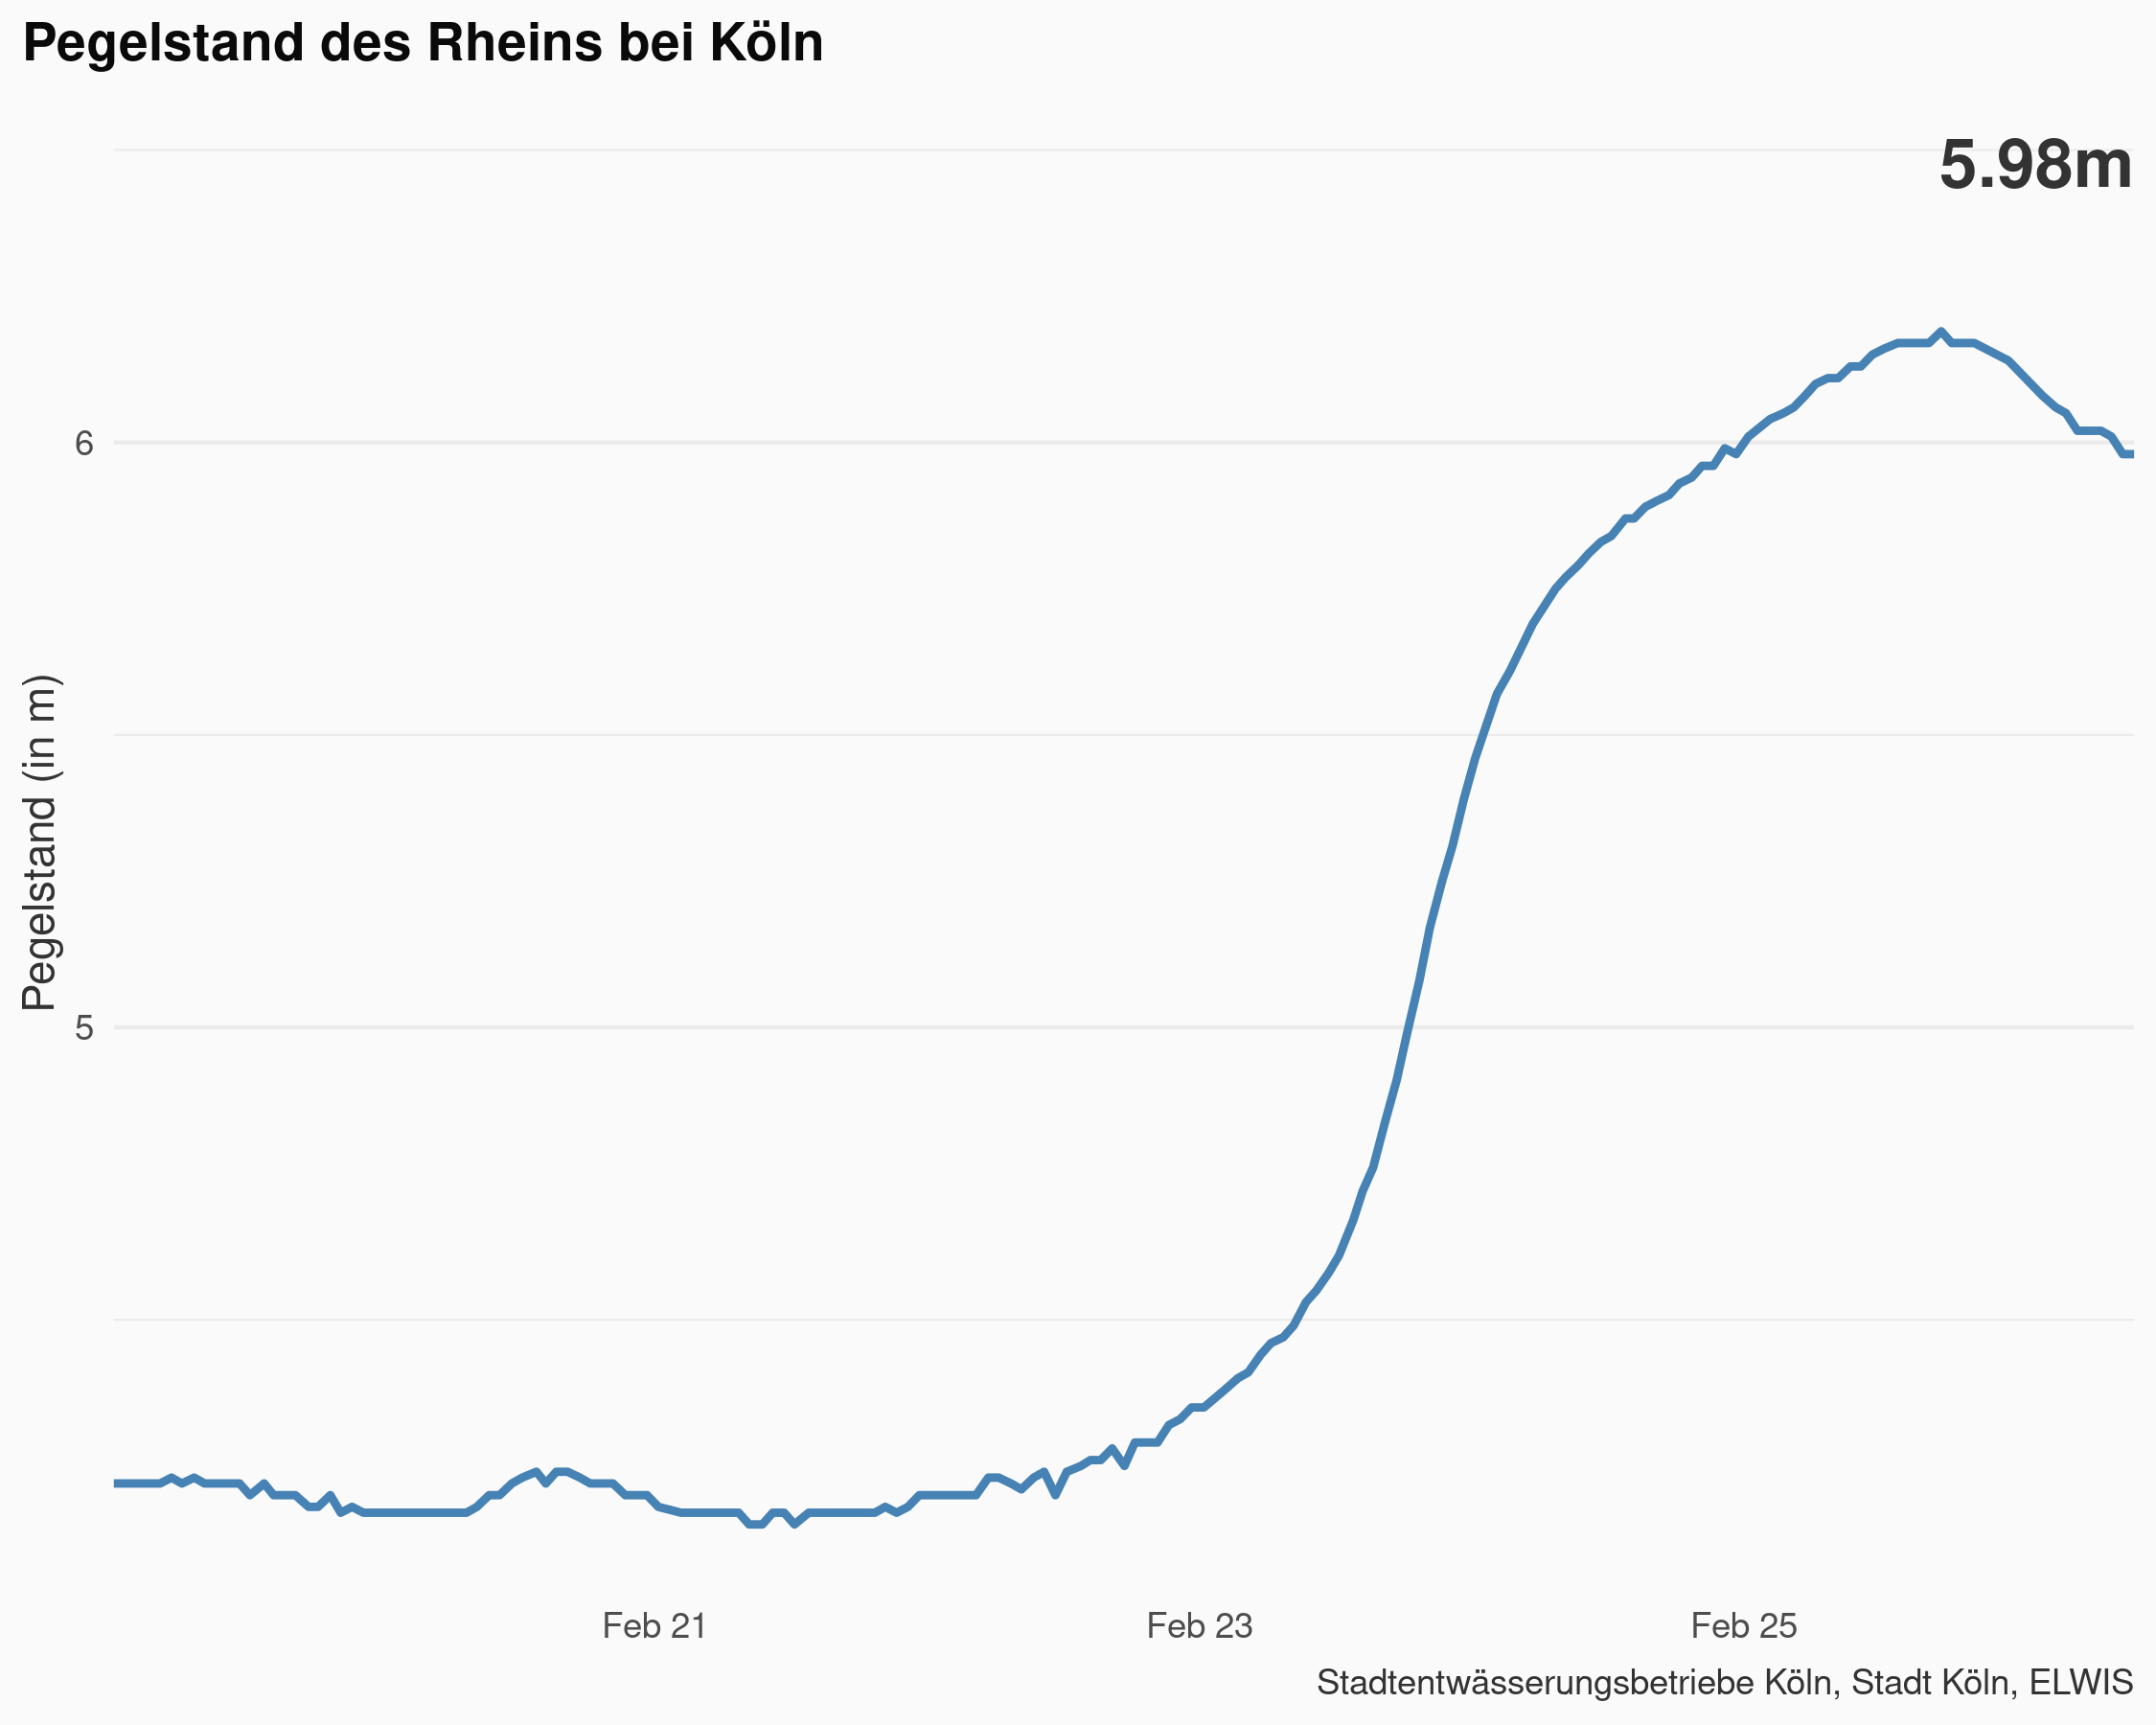 Pegelstand des Rheins bei Köln
5.98m
6
Pegelstand (in m)
5
Feb 21
Feb 23
Feb 25
Stadtentwässerungsbetriebe Köln, Stadt Köln, ELWIS